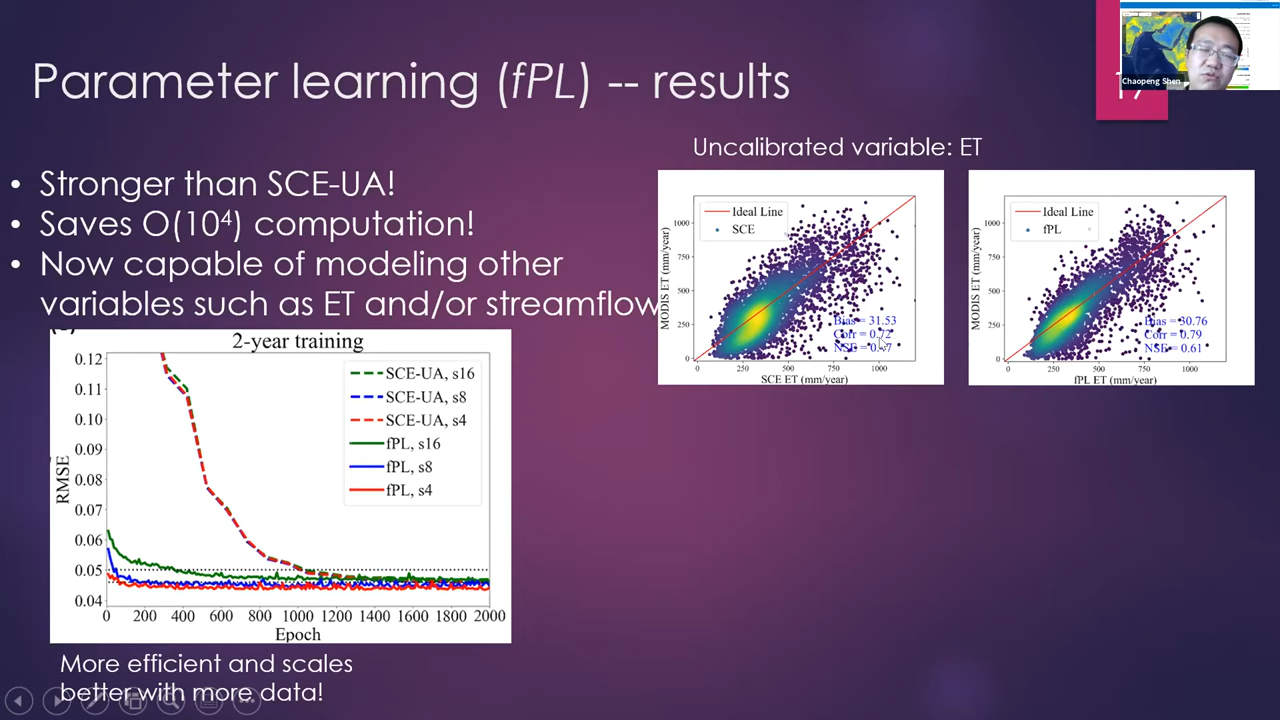 Parameter learning (fPL) -- results
Chaopeng Shen
Uncalibrated variable: ET
• Stronger than SCE-UA!
• Saves O(10⁴) computation!
• Now capable of modeling other
variables such as ET and/or streamflow
2-year training
0.12
0.11
0.10
0.09
0.08
0.07
0.06
0.05
0.04
RMSE
SCE-UA, s16
SCE-UA, s8
SCE-UA, s4
fPL, s16
fPL, s8
fPL, s4
0 200 400 600 800 1000 1200 1400 1600 1800 2000
Epoch
More efficient and scales
better with more data!
Ideal Line
SCE
MODIS ET (mm/year)
1000
750
500
250
0
Bias = 31.53
Corr = 0.72
0 250 500 750 1000
SCE ET (mm/year)
Ideal Line
fPL
MODIS ET (mm/year)
1000
750
500
250
0
Bias = 30.76
Corr = 0.79
NSE = 0.61
0 250 500 750 1000
fPL ET (mm/year)